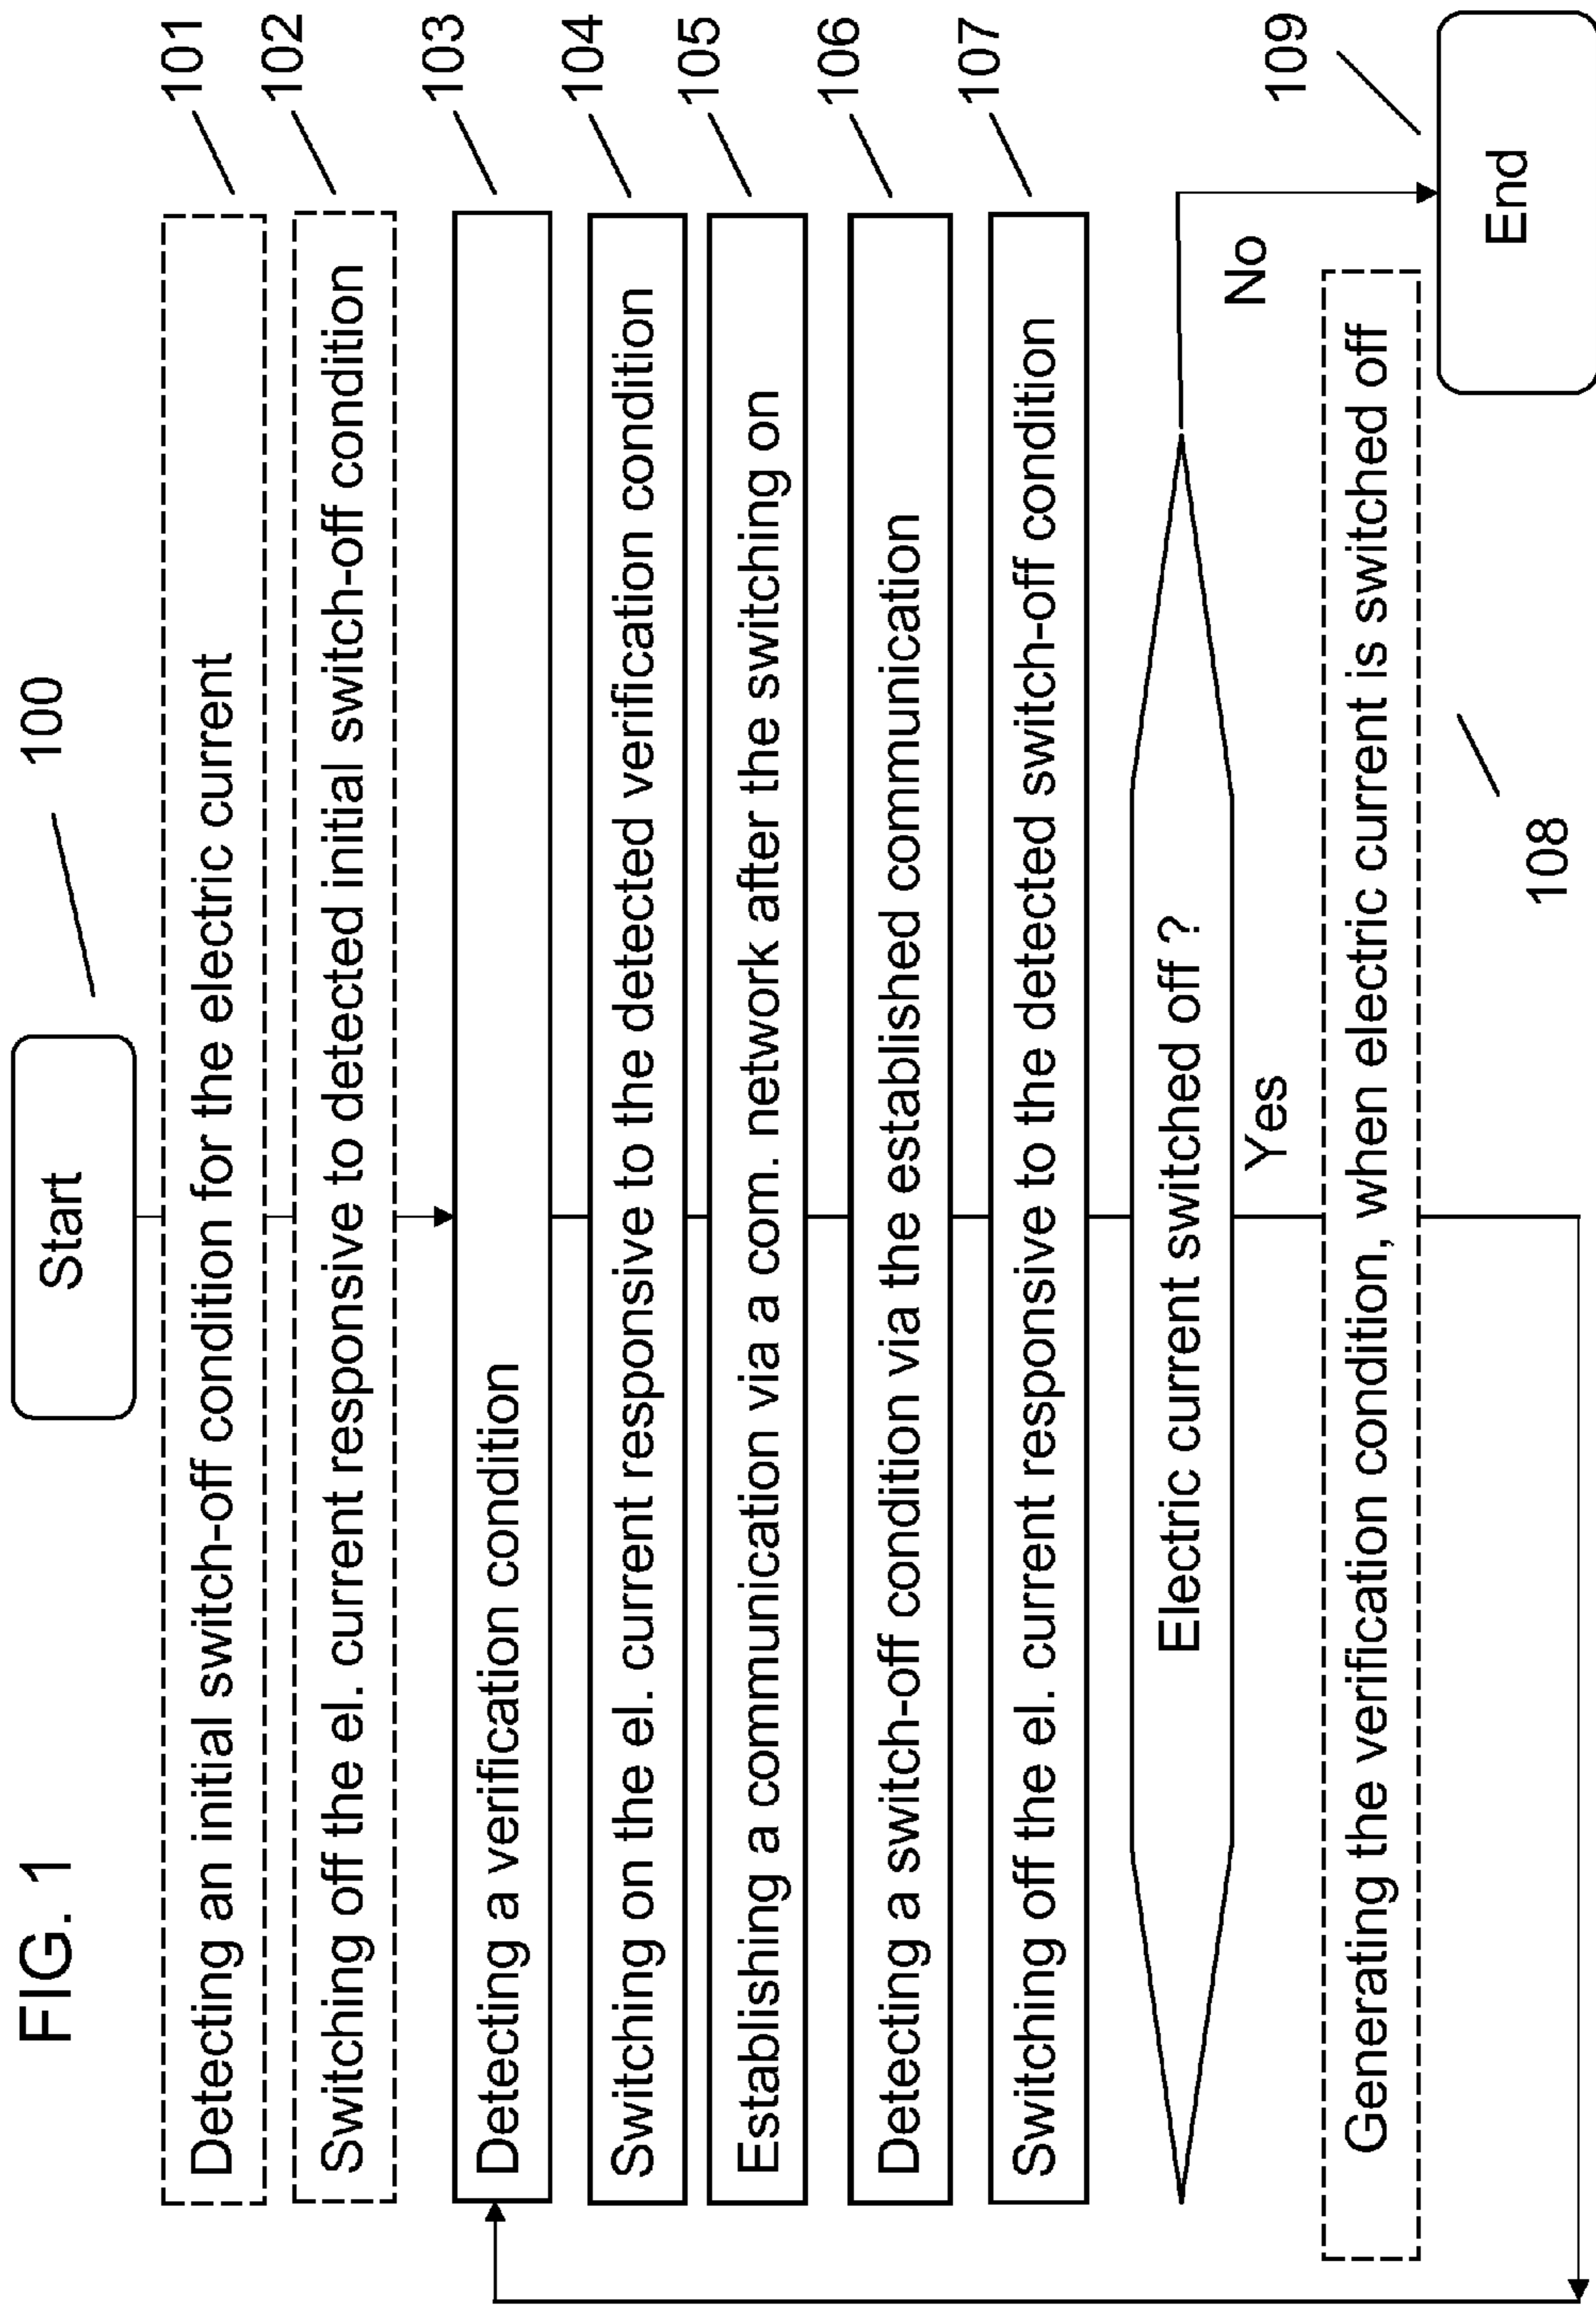 FIG. 1
Start
100
Detecting an initial switch-off condition for the electric current
101
Switching off the el. current responsive to detected initial switch-off condition
102
Detecting a verification condition
103
Switching on the el. current responsive to the detected verification condition
104
Establishing a communication via a com. network after the switching on
105
Detecting a switch-off condition via the established communication
106
Switching off the el. current responsive to the detected switch-off condition
107
Electric current switched off ?
No
Yes
Generating the verification condition, when electric current is switched off
108
End
109